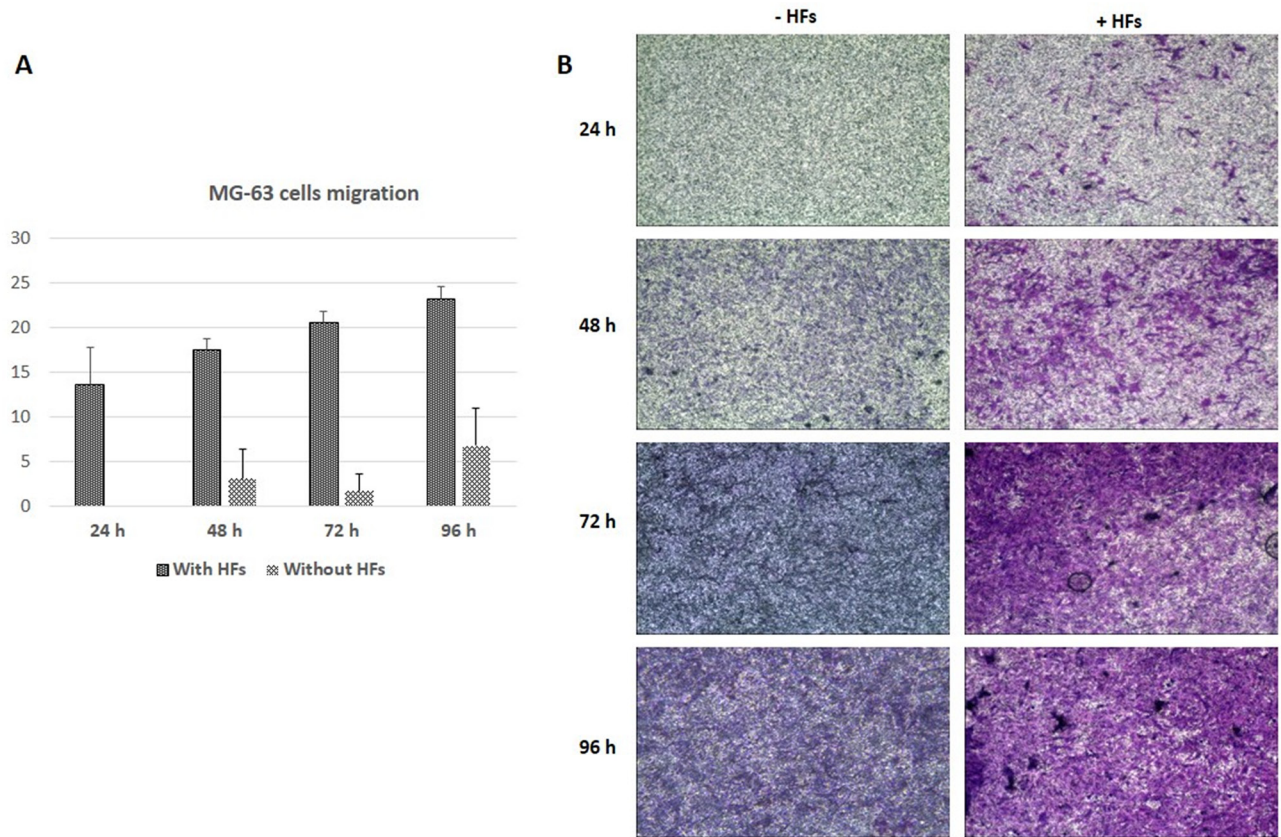 A
MG-63 cells migration
30
25
20
15
10
5
0
24 h 48 h 72 h 96 h
With HFs Without HFs
B
- HFs + HFs
24 h
48 h
72 h
96 h